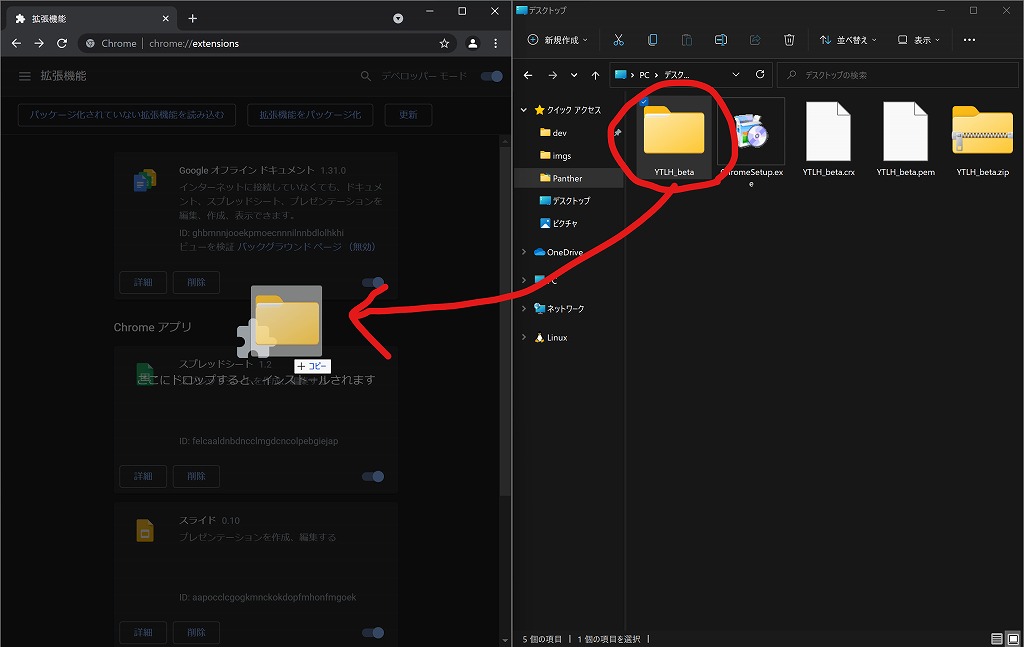 拡張機能
Chrome chrome://extensions
拡張機能
デベロッパー モード
パッケージ化されていない拡張機能を読み込む
拡張機能をパッケージ化
更新
Google オフライン ドキュメント 1.31.0
インターネットに接続していなくても、ドキュメ
ント、スプレッドシート、プレゼンテーションを
編集、作成、表示できます。
ID: ghbmnnjooekpmoecnnnilnnbdlolhkhi
ビューを検証 バックグラウンド ページ (無効)
詳細
削除
Chrome アプリ
コピー
スプレッドシート 1.2
ここにドロップすると、インストールされます
ID: felcaaldnbdncclmgdcncolpebgiejap
詳細
削除
スライド 0.10
プレゼンテーションを作成、編集する
ID: aapocclcgogkmnckokdopfmhonfmgoek
詳細
削除
デスクトップ
新規作成
並べ替え
表示
PC
デスク...
デスクトップの検索
クイック アクセス
dev
imgs
Panther
デスクトップ
ピクチャ
OneDrive
PC
ネットワーク
Linux
YTLH_beta
ChromeSetup.ex
e
YTLH_beta.crx
YTLH_beta.pem
YTLH_beta.zip
5 個の項目
1 個の項目を選択